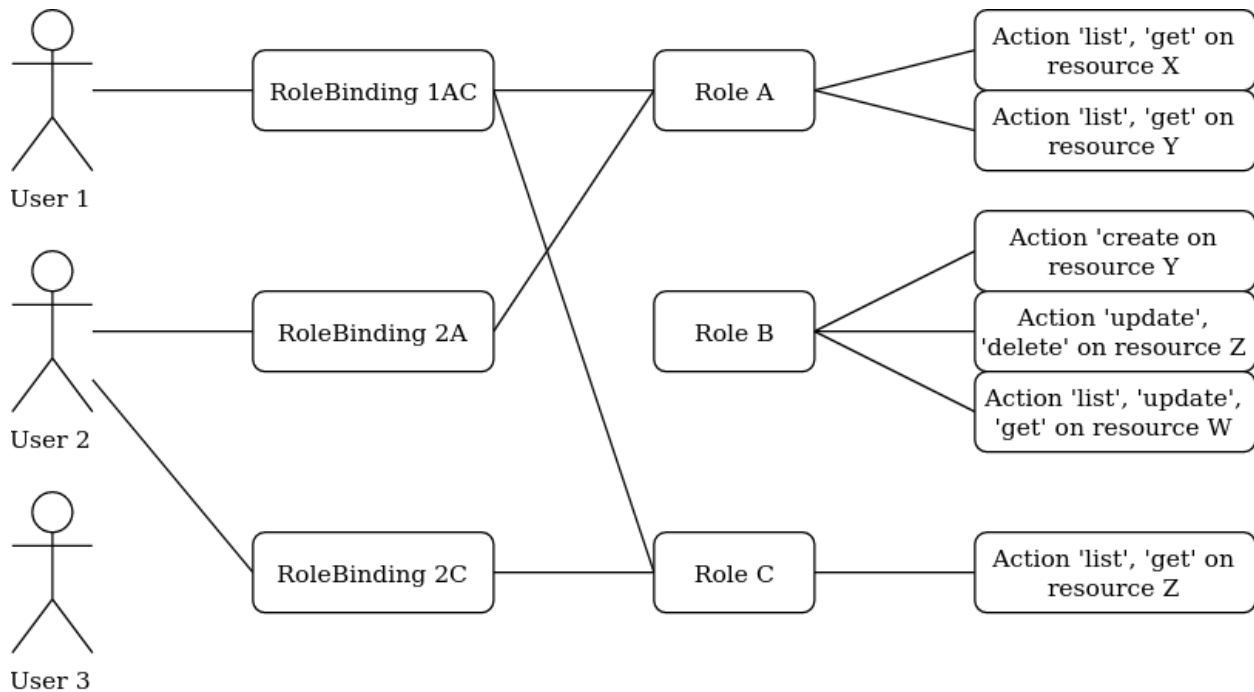 User 1
User 2
User 3
RoleBinding 1AC
RoleBinding 2A
RoleBinding 2C
Role A
Role B
Role C
Action 'list', 'get' on
resource X
Action 'list', 'get' on
resource Y
Action 'create on
resource Y
Action 'update',
'delete' on resource Z
Action 'list', 'update',
'get' on resource W
Action 'list', 'get' on
resource Z